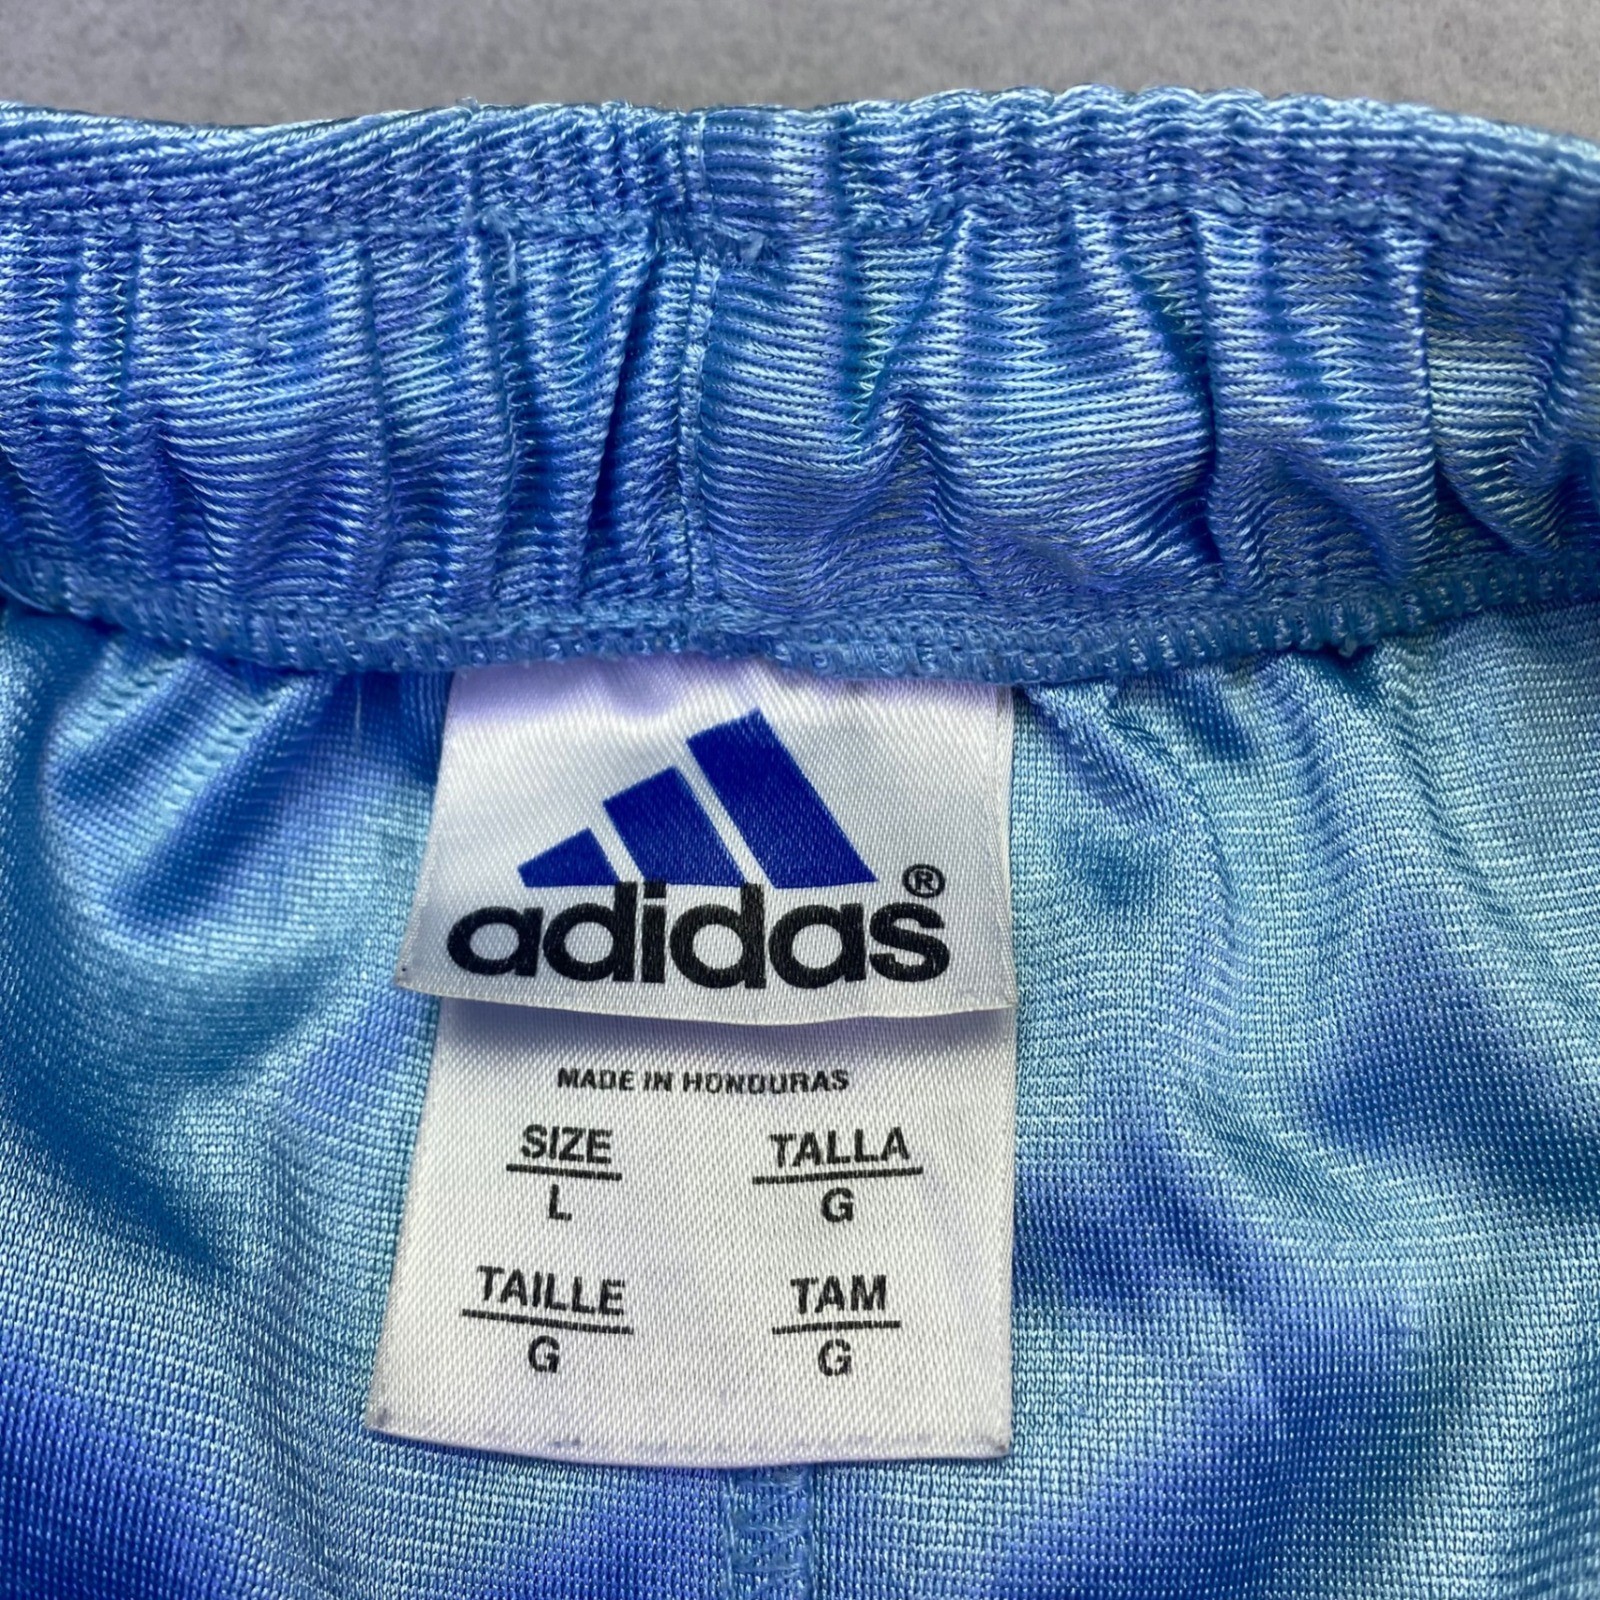 adidas®
MADE IN HONDURAS
SIZE TALLA
L G
TAILLE TAM
G G